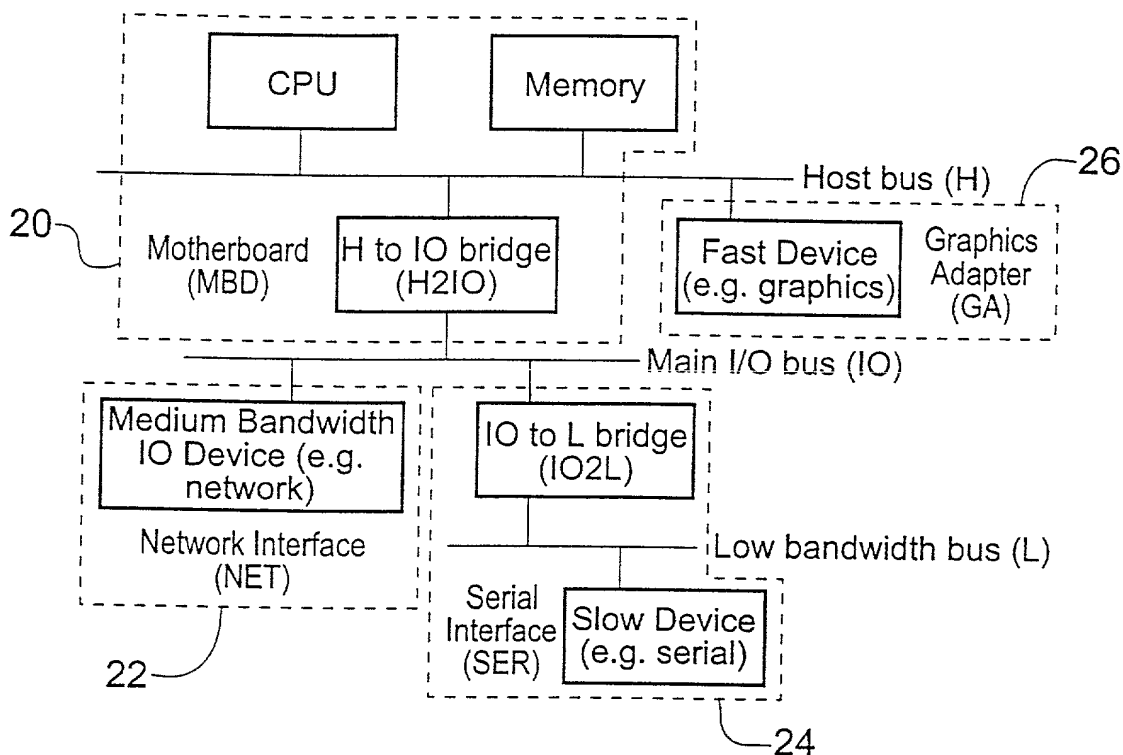 CPU
Memory
Host bus (H)
26
20
Motherboard
(MBD)
H to IO bridge
(H2IO)
Fast Device
(e.g. graphics)
Graphics
Adapter
(GA)
Main I/O bus (IO)
Medium Bandwidth
IO Device (e.g.
network)
IO to L bridge
(IO2L)
Network Interface
(NET)
Low bandwidth bus (L)
Serial
Interface
(SER)
Slow Device
(e.g. serial)
22
24